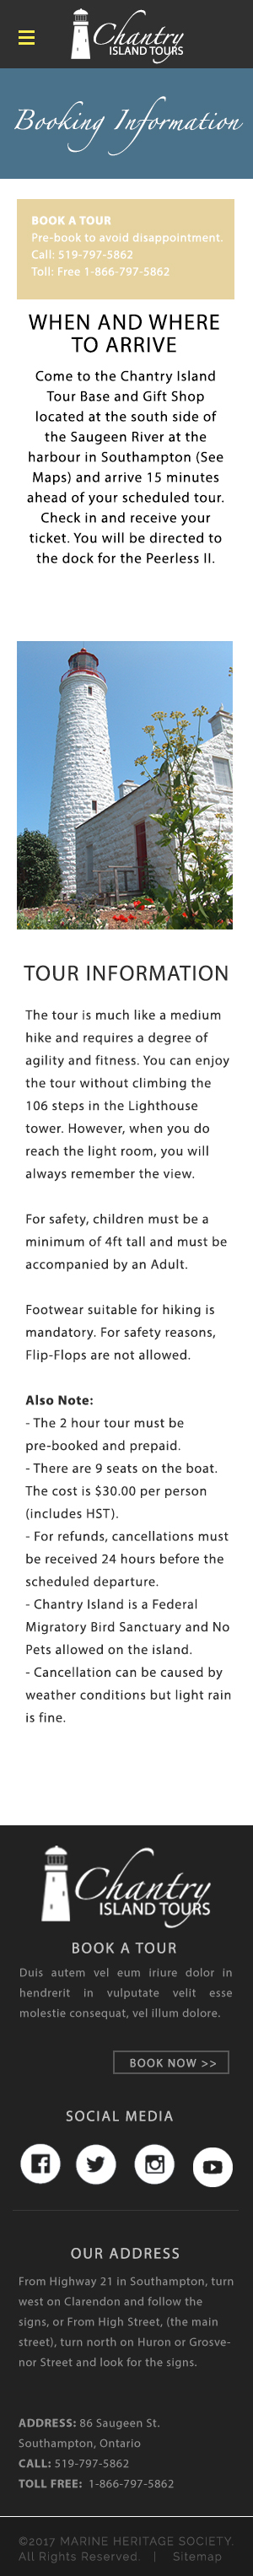 Chantry
ISLAND TOURS
Booking Information
BOOK A TOUR
Pre-book to avoid disappointment.
Call: 519-797-5862
Toll: Free 1-866-797-5862
WHEN AND WHERE
TO ARRIVE
Come to the Chantry Island
Tour Base and Gift Shop
located at the south side of
the Saugeen River at the
harbour in Southampton (See
Maps) and arrive 15 minutes
ahead of your scheduled tour.
Check in and receive your
ticket. You will be directed to
the dock for the Peerless II.
TOUR INFORMATION
The tour is much like a medium
hike and requires a degree of
agility and fitness. You can enjoy
the tour without climbing the
106 steps in the Lighthouse
tower. However, when you do
reach the light room, you will
always remember the view.
For safety, children must be a
minimum of 4ft tall and must be
accompanied by an Adult.
Footwear suitable for hiking is
mandatory. For safety reasons,
Flip-Flops are not allowed.
Also Note:
- The 2 hour tour must be
pre-booked and prepaid.
- There are 9 seats on the boat.
The cost is $30.00 per person
(includes HST).
- For refunds, cancellations must
be received 24 hours before the
scheduled departure.
- Chantry Island is a Federal
Migratory Bird Sanctuary and No
Pets allowed on the island.
- Cancellation can be caused by
weather conditions but light rain
is fine.
Chantry
ISLAND TOURS
BOOK A TOUR
Duis autem vel eum iriure dolor in
hendrerit in vulputate velit esse
molestie consequat, vel illum dolore.
BOOK NOW >>
SOCIAL MEDIA
OUR ADDRESS
From Highway 21 in Southampton, turn
west on Clarendon and follow the
signs, or From High Street, (the main
street), turn north on Huron or Grosve-
nor Street and look for the signs.
ADDRESS: 86 Saugeen St.
Southampton, Ontario
CALL: 519-797-5862
TOLL FREE: 1-866-797-5862
©2017 MARINE HERITAGE SOCIETY.
All Rights Reserved. | Sitemap